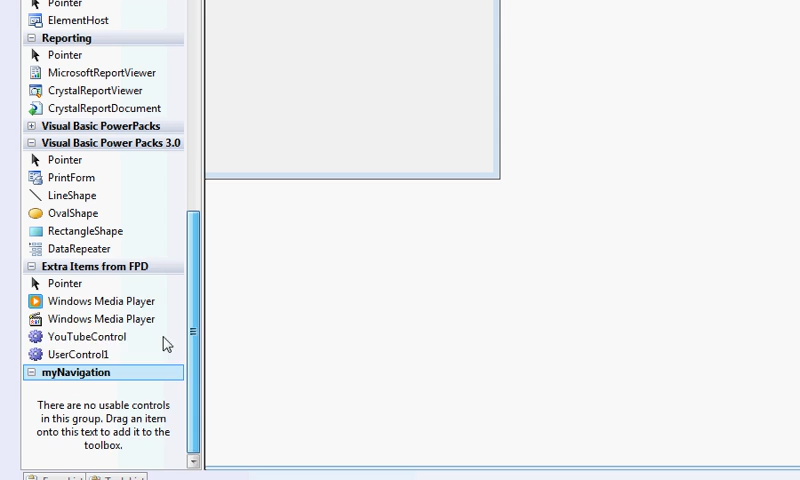 Pointer
ElementHost
Reporting
Pointer
MicrosoftReportViewer
CrystalReportViewer
CrystalReportDocument
Visual Basic PowerPacks
Visual Basic Power Packs 3.0
Pointer
PrintForm
LineShape
OvalShape
RectangleShape
DataRepeater
Extra Items from FPD
Pointer
Windows Media Player
Windows Media Player
YouTubeControl
UserControl1
myNavigation
There are no usable controls
in this group. Drag an item
onto this text to add it to the
toolbox.